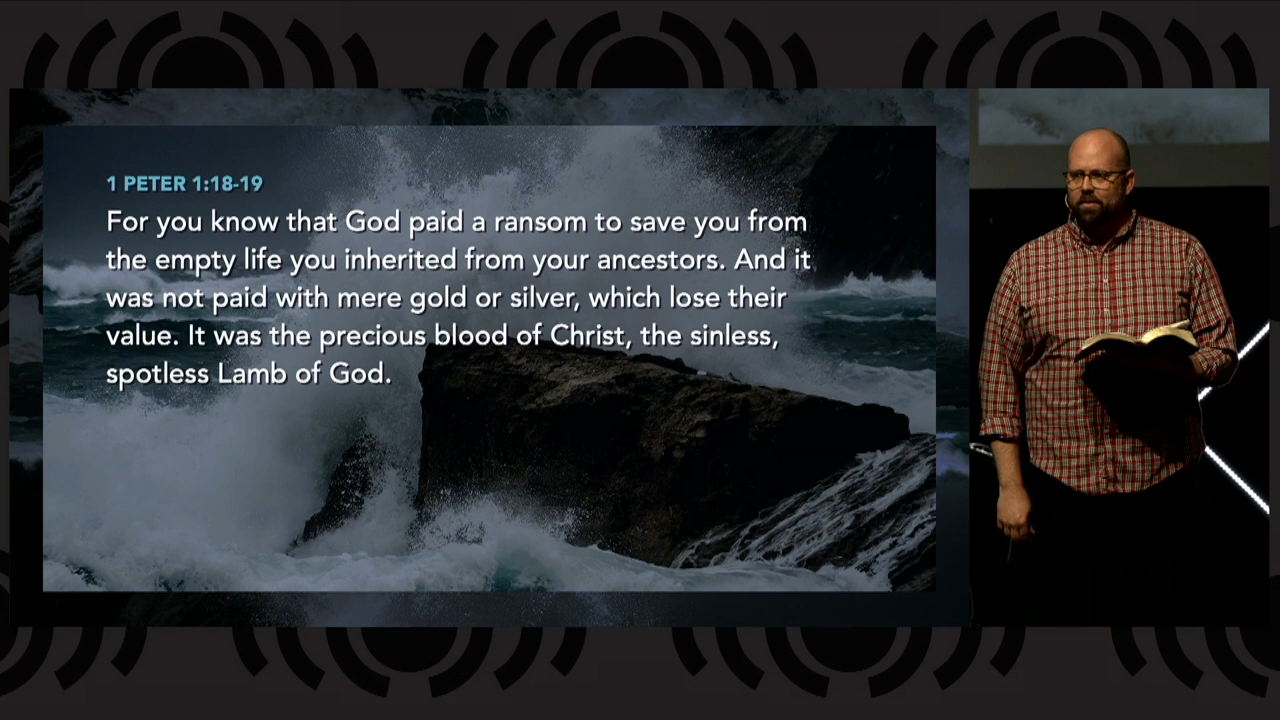 1 PETER 1:18-19
For you know that God paid a ransom to save you from
the empty life you inherited from your ancestors. And it
was not paid with mere gold or silver, which lose their
value. It was the precious blood of Christ, the sinless,
spotless Lamb of God.